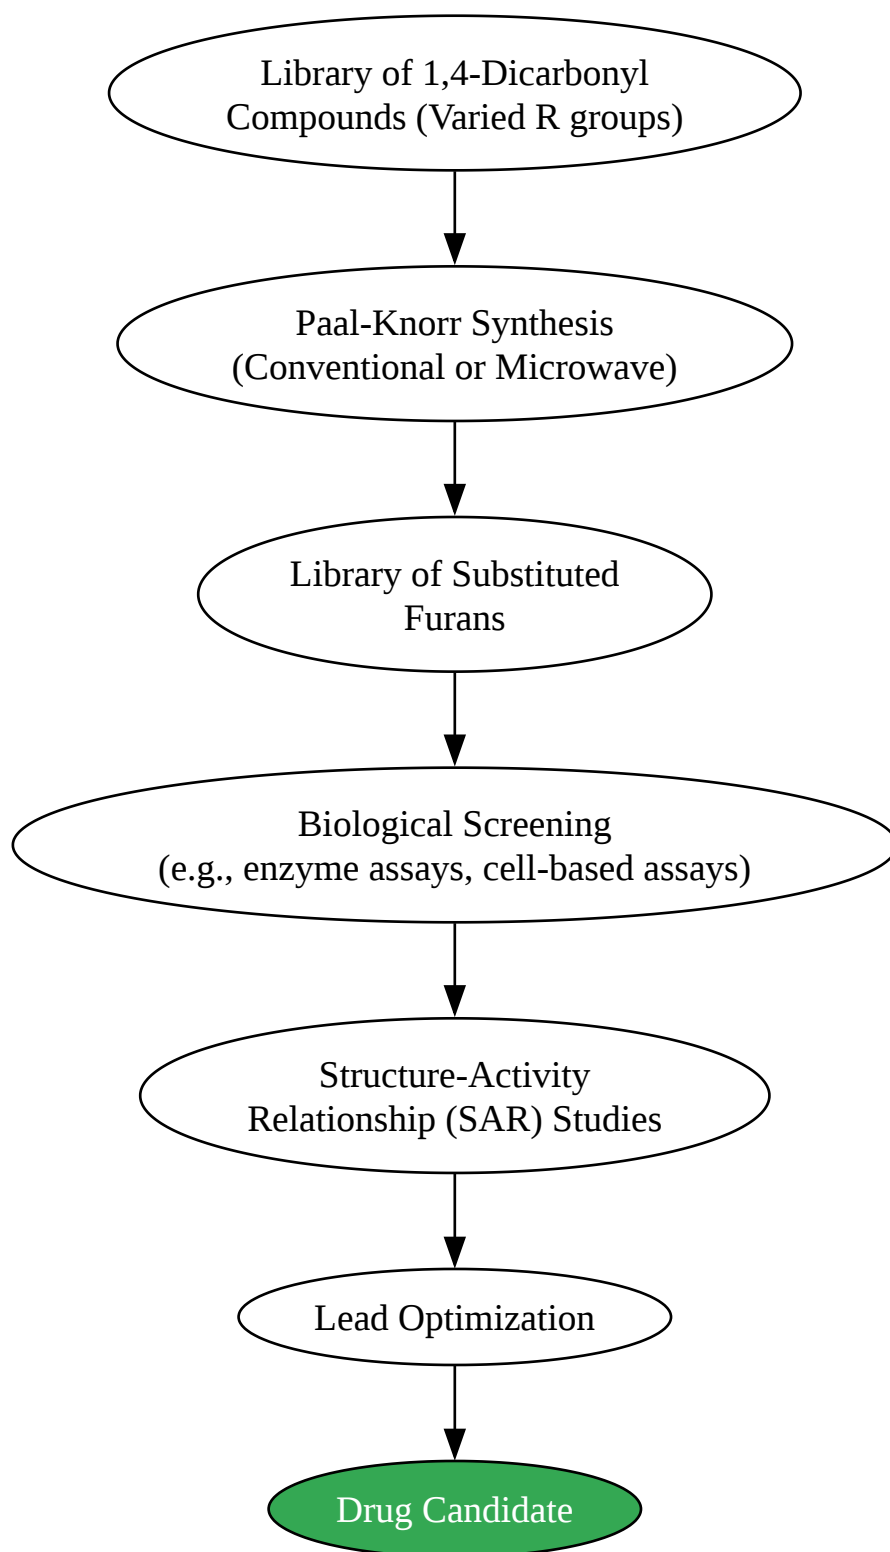 Library of 1,4-Dicarbonyl
Compounds (Varied R groups)
Paal-Knorr Synthesis
(Conventional or Microwave)
Library of Substituted
Furans
Biological Screening
(e.g., enzyme assays, cell-based assays)
Structure-Activity
Relationship (SAR) Studies
Lead Optimization
Drug Candidate